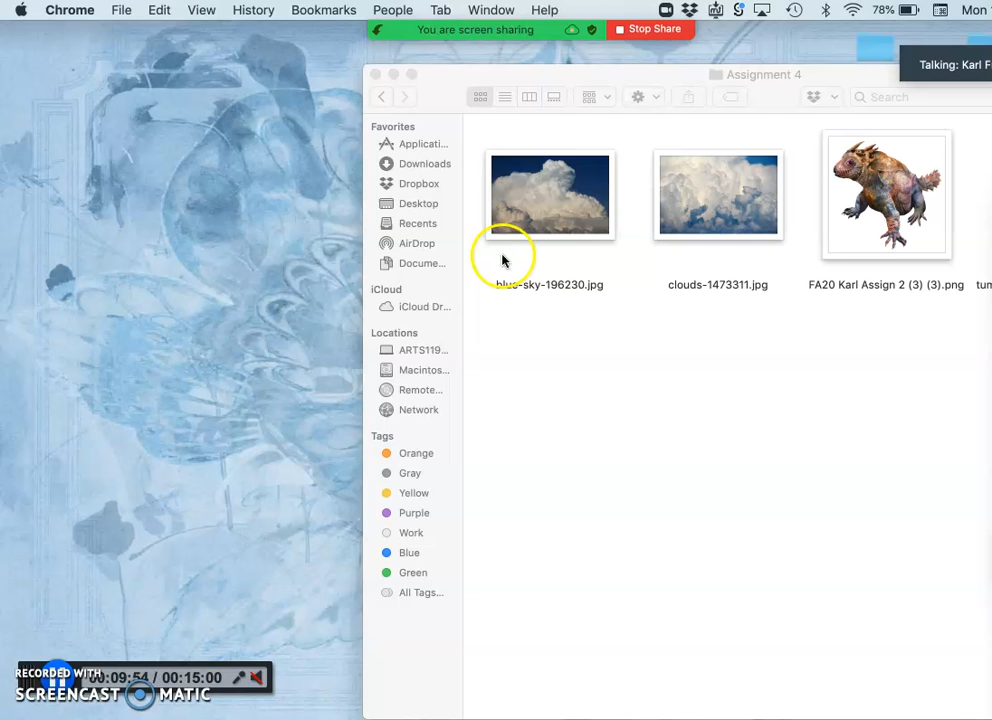 Chrome File Edit View History Bookmarks People Tab Window Help 78% Mon
You are screen sharing Stop Share
Talking: Karl F
Assignment 4
Search
Favorites
Applicati...
Downloads
Dropbox
Desktop
Recents
AirDrop
Docume...
iCloud
iCloud Dr...
Locations
ARTS119...
Macintos...
Remote...
Network
Tags
Orange
Gray
Yellow
Purple
Work
Blue
Green
All Tags...
blue-sky-196230.jpg clouds-1473311.jpg FA20 Karl Assign 2 (3) (3).png tum
RECORDED WITH
00:09:54 / 00:15:00
SCREENCAST MATIC